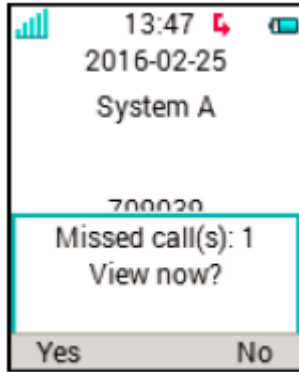 13:47
2016-02-25
System A
Missed call(s): 1
View now?
Yes No